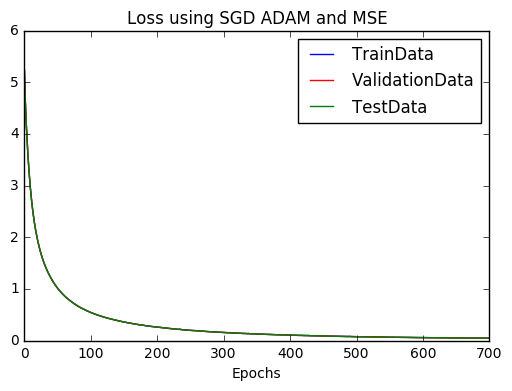 Loss using SGD ADAM and MSE
6
5
4
3
2
1
0
TrainData
ValidationData
TestData
0 100 200 300 400 500 600 700
Epochs